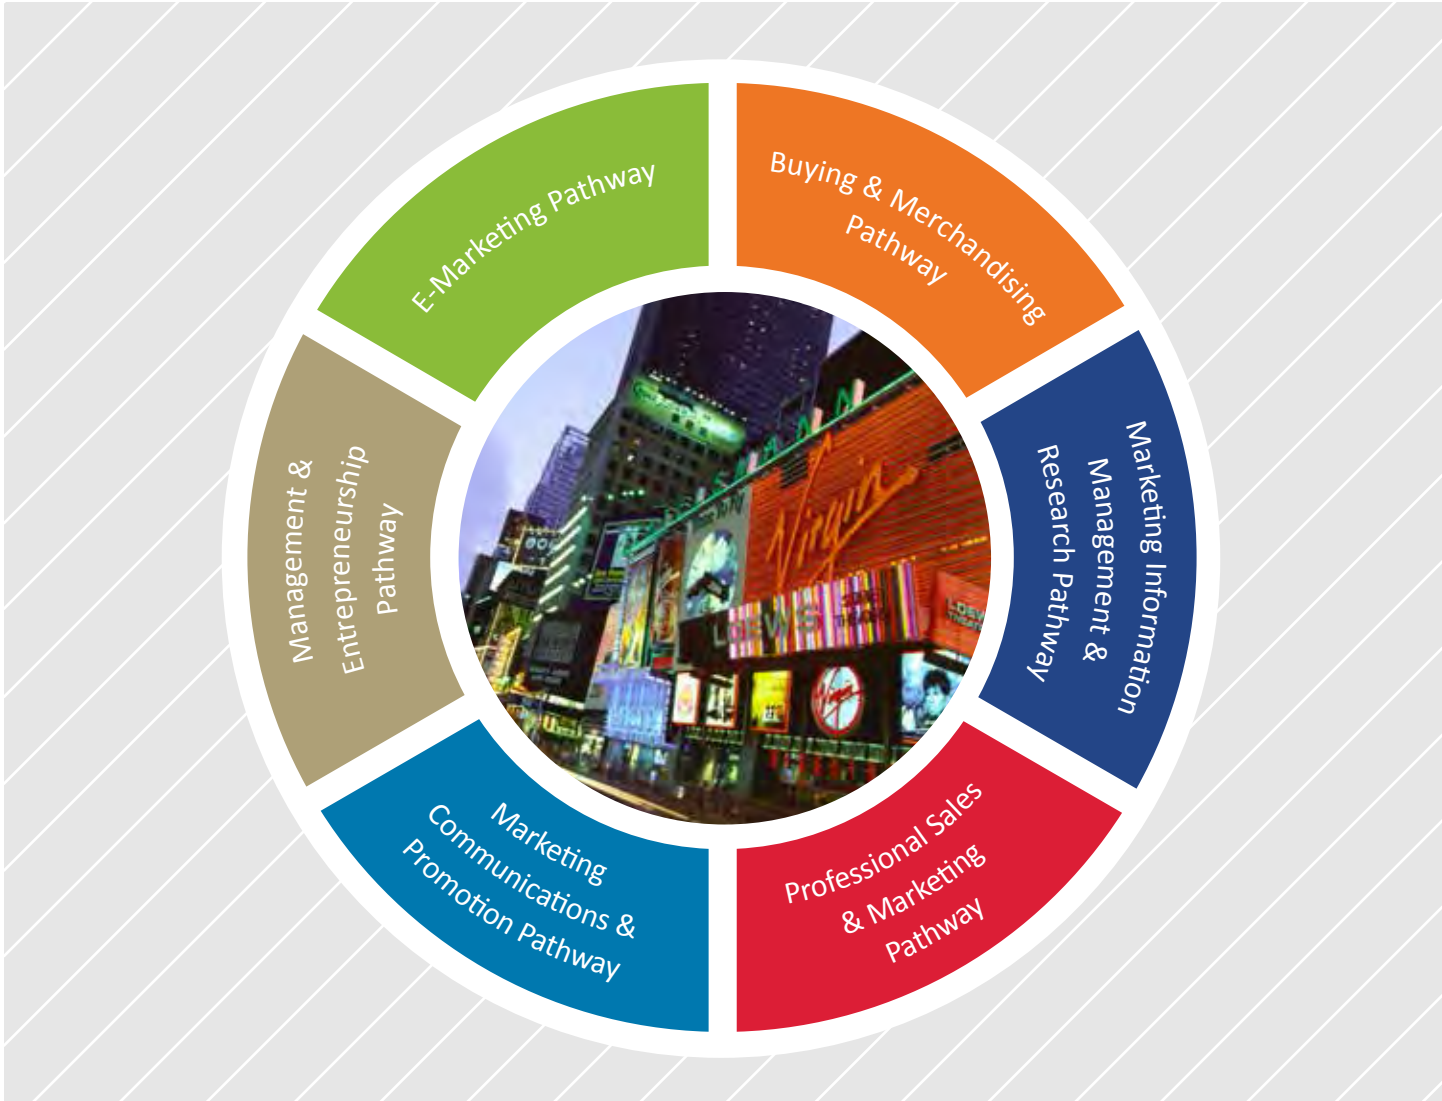 E-Marketing Pathway
Buying & Merchandising
Pathway
Marketing Information
Management &
Research Pathway
Professional Sales
& Marketing
Pathway
Marketing
Communications &
Promotion Pathway
Management &
Entrepreneurship
Pathway
Virgin
LOEWS
Virgin